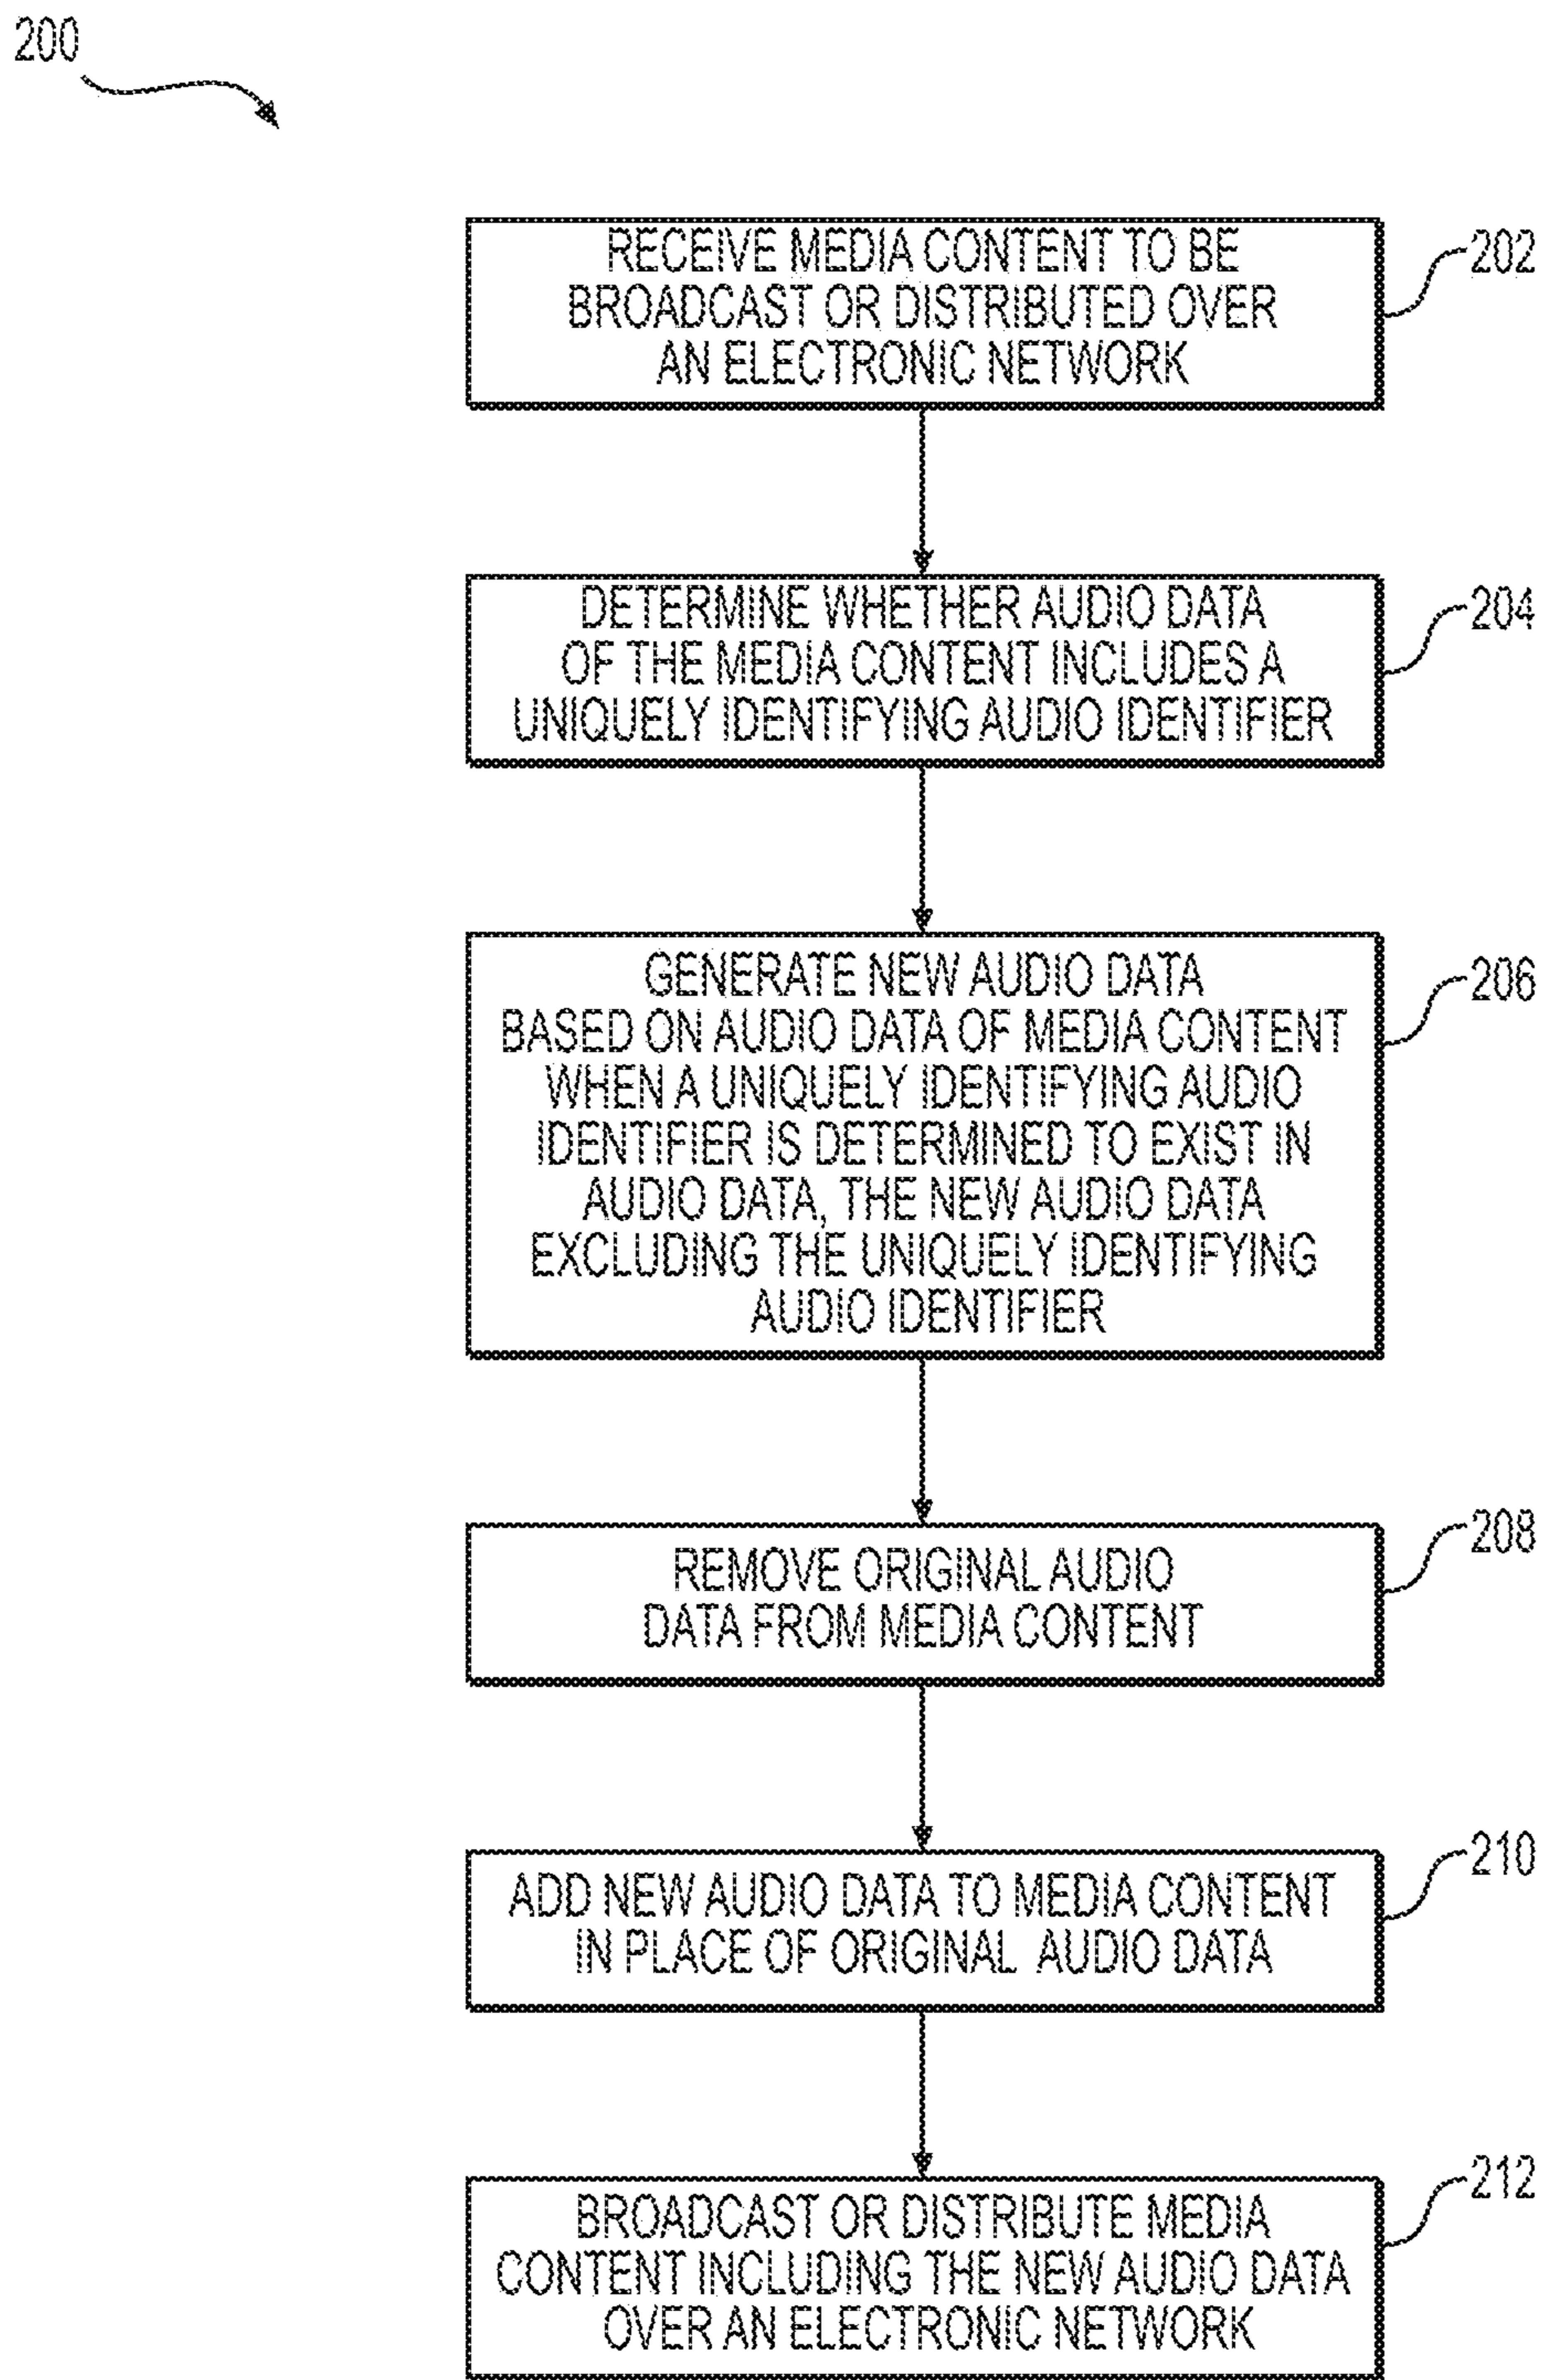 200
RECEIVE MEDIA CONTENT TO BE
BROADCAST OR DISTRIBUTED OVER
AN ELECTRONIC NETWORK
202
DETERMINE WHETHER AUDIO DATA
OF THE MEDIA CONTENT INCLUDES A
UNIQUELY IDENTIFYING AUDIO IDENTIFIER
204
GENERATE NEW AUDIO DATA
BASED ON AUDIO DATA OF MEDIA CONTENT
WHEN A UNIQUELY IDENTIFYING AUDIO
IDENTIFIER IS DETERMINED TO EXIST IN
AUDIO DATA, THE NEW AUDIO DATA
EXCLUDING THE UNIQUELY IDENTIFYING
AUDIO IDENTIFIER
206
REMOVE ORIGINAL AUDIO
DATA FROM MEDIA CONTENT
208
ADD NEW AUDIO DATA TO MEDIA CONTENT
IN PLACE OF ORIGINAL AUDIO DATA
210
BROADCAST OR DISTRIBUTE MEDIA
CONTENT INCLUDING THE NEW AUDIO DATA
OVER AN ELECTRONIC NETWORK
212